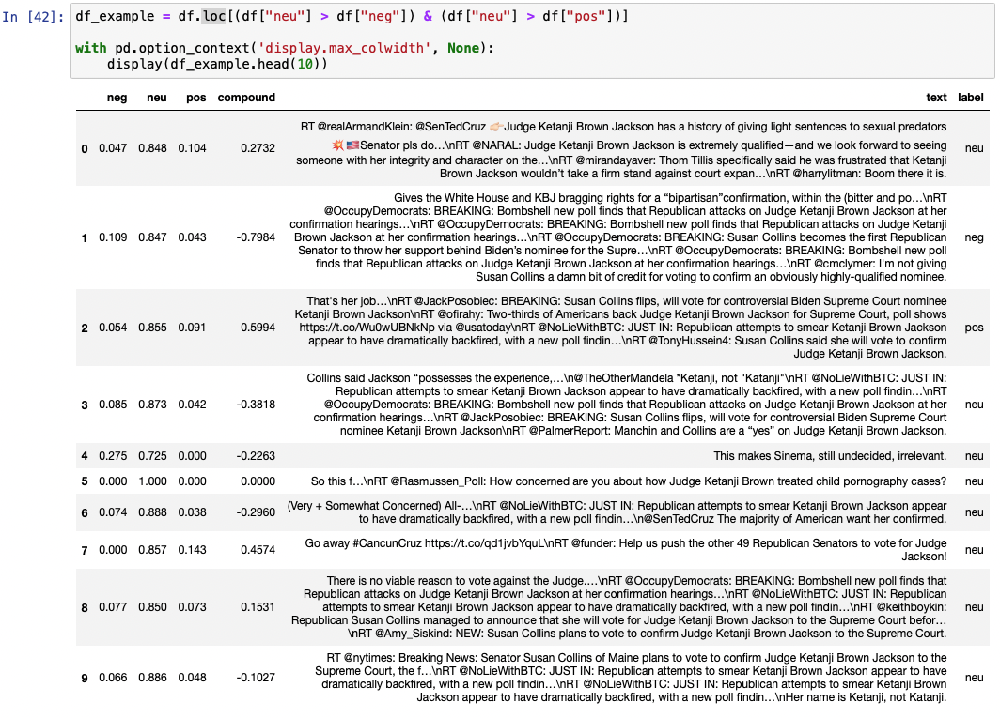 In [42]: df_example = df.loc[(df["neu"] > df["neg"]) & (df["neu"] > df["pos"])]
with pd.option_context('display.max_colwidth', None):
display(df_example.head(10))
neg neu pos compound text label
RT @realArmandKlein: @SenTedCruz 👉🏻Judge Ketanji Brown Jackson has a history of giving light sentences to sexual predators
0 0.047 0.848 0.104 0.2732 💥🇺🇸Senator pls do…\nRT @NARAL: Judge Ketanji Brown Jackson is extremely qualified—and we look forward to seeing neu
someone with her integrity and character on the…\nRT @mirandayaver: Thom Tillis specifically said he was frustrated that Ketanji
Brown Jackson wouldn’t take a firm stand against court expan…\nRT @harrylitman: Boom there it is.
Gives the White House and KBJ bragging rights for a “bipartisan”confirmation, within the (bitter and po…\nRT
@OccupyDemocrats: BREAKING: Bombshell new poll finds that Republican attacks on Judge Ketanji Brown Jackson at her
confirmation hearings…\nRT @OccupyDemocrats: BREAKING: Bombshell new poll finds that Republican attacks on Judge Ketanji
1 0.109 0.847 0.043 -0.7984 Brown Jackson at her confirmation hearings…\nRT @OccupyDemocrats: BREAKING: Susan Collins becomes the first Republican neg
Senator to throw her support behind Biden’s nominee for the Supre…\nRT @OccupyDemocrats: BREAKING: Bombshell new poll
finds that Republican attacks on Judge Ketanji Brown Jackson at her confirmation hearings…\nRT @cmclymer: I'm not giving
Susan Collins a damn bit of credit for voting to confirm an obviously highly-qualified nominee.
That's her job…\nRT @JackPosobiec: BREAKING: Susan Collins flips, will vote for controversial Biden Supreme Court nominee
Ketanji Brown Jackson\nRT @ofirahy: Two-thirds of Americans back Judge Ketanji Brown Jackson for Supreme Court, poll shows
2 0.054 0.855 0.091 0.5994 https://t.co/Wu0wUBNkNp via @usatoday\nRT @NoLieWithBTC: JUST IN: Republican attempts to smear Ketanji Brown Jackson pos
appear to have dramatically backfired, with a new poll findin…\nRT @TonyHussein4: Susan Collins said she will vote to confirm
Judge Ketanji Brown Jackson.
Collins said Jackson “possesses the experience,…\n@TheOtherMandela *Ketanji, not "Katanji"\nRT @NoLieWithBTC: JUST IN:
Republican attempts to smear Ketanji Brown Jackson appear to have dramatically backfired, with a new poll findin…\nRT
3 0.085 0.873 0.042 -0.3818 @OccupyDemocrats: BREAKING: Bombshell new poll finds that Republican attacks on Judge Ketanji Brown Jackson at her neu
confirmation hearings…\nRT @JackPosobiec: BREAKING: Susan Collins flips, will vote for controversial Biden Supreme Court
nominee Ketanji Brown Jackson\nRT @PalmerReport: Manchin and Collins are a “yes” on Judge Ketanji Brown Jackson.
4 0.275 0.725 0.000 -0.2263 This makes Sinema, still undecided, irrelevant. neu
5 0.000 1.000 0.000 0.0000 So this f…\nRT @Rasmussen_Poll: How concerned are you about how Judge Ketanji Brown treated child pornography cases? neu
6 0.074 0.888 0.038 -0.2960 (Very + Somewhat Concerned) All-…\nRT @NoLieWithBTC: JUST IN: Republican attempts to smear Ketanji Brown Jackson appear neu
to have dramatically backfired, with a new poll findin…\n@SenTedCruz The majority of American want her confirmed.
7 0.000 0.857 0.143 0.4574 Go away #CancunCruz https://t.co/qd1jvbYquL\nRT @funder: Help us push the other 49 Republican Senators to vote for Judge neu
Jackson!
There is no viable reason to vote against the Judge.…\nRT @OccupyDemocrats: BREAKING: Bombshell new poll finds that
Republican attacks on Judge Ketanji Brown Jackson at her confirmation hearings…\nRT @NoLieWithBTC: JUST IN: Republican
8 0.077 0.850 0.073 0.1531 attempts to smear Ketanji Brown Jackson appear to have dramatically backfired, with a new poll findin…\nRT @keithboykin: neu
Republican Susan Collins managed to announce that she will vote for Judge Ketanji Brown Jackson to the Supreme Court befor…
\nRT @Amy_Siskind: NEW: Susan Collins plans to vote to confirm Judge Ketanji Brown Jackson to the Supreme Court.
RT @nytimes: Breaking News: Senator Susan Collins of Maine plans to vote to confirm Judge Ketanji Brown Jackson to the
9 0.066 0.886 0.048 -0.1027 Supreme Court, the f…\nRT @NoLieWithBTC: JUST IN: Republican attempts to smear Ketanji Brown Jackson appear to have neu
dramatically backfired, with a new poll findin…\nRT @NoLieWithBTC: JUST IN: Republican attempts to smear Ketanji Brown
Jackson appear to have dramatically backfired, with a new poll findin…\nHer name is Ketanji, not Katanji.